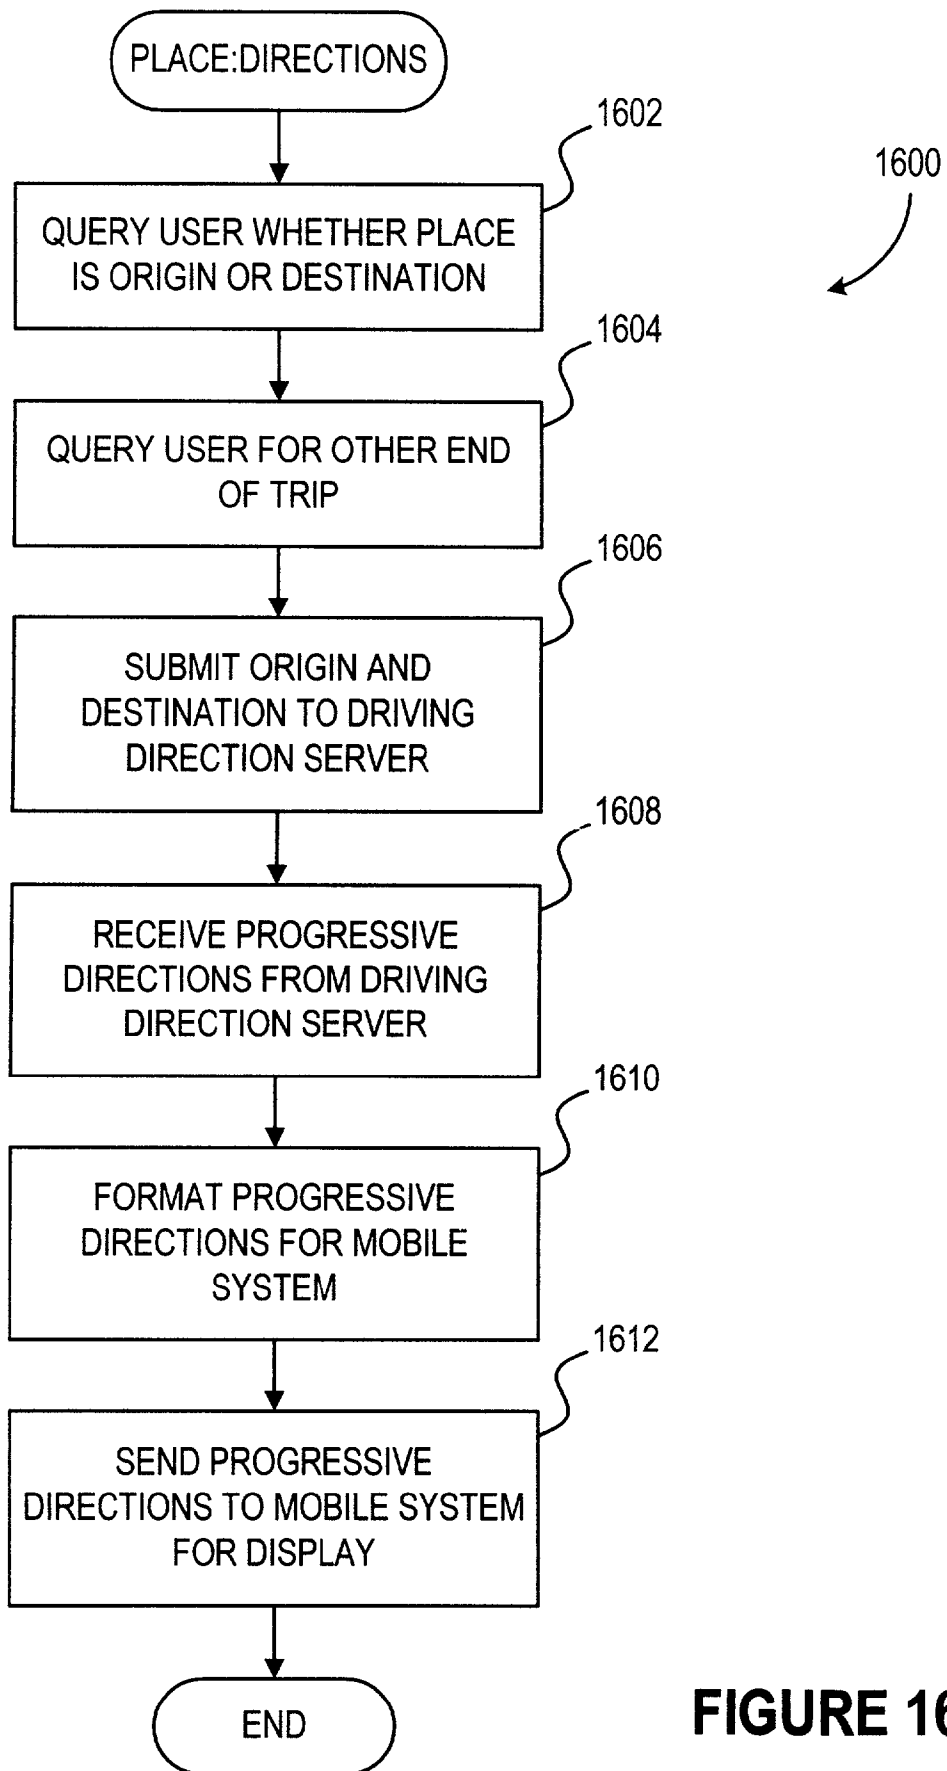 PLACE:DIRECTIONS
1602
1600
QUERY USER WHETHER PLACE
IS ORIGIN OR DESTINATION
1604
QUERY USER FOR OTHER END
OF TRIP
1606
SUBMIT ORIGIN AND
DESTINATION TO DRIVING
DIRECTION SERVER
1608
RECEIVE PROGRESSIVE
DIRECTIONS FROM DRIVING
DIRECTION SERVER
1610
FORMAT PROGRESSIVE
DIRECTIONS FOR MOBILE
SYSTEM
1612
SEND PROGRESSIVE
DIRECTIONS TO MOBILE SYSTEM
FOR DISPLAY
END
FIGURE 16